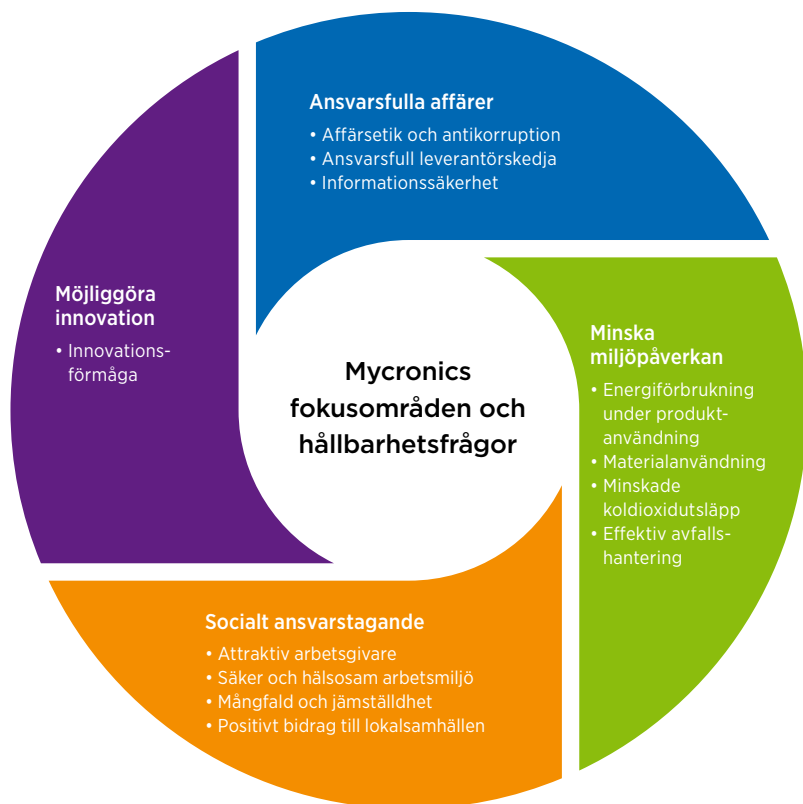 Ansvarsfulla affärer
• Affärsetik och antikorruption
• Ansvarsfull leverantörskedja
• Informationssäkerhet
Möjliggöra
innovation
• Innovations-
förmåga
Mycronics
fokusområden och
hållbarhetsfrågor
Minska
miljöpåverkan
• Energiförbrukning
under produkt-
användning
• Materialanvändning
• Minskade
koldioxidutsläpp
• Effektiv avfalls-
hantering
Socialt ansvarstagande
• Attraktiv arbetsgivare
• Säker och hälsosam arbetsmiljö
• Mångfald och jämställdhet
• Positivt bidrag till lokalsamhällen